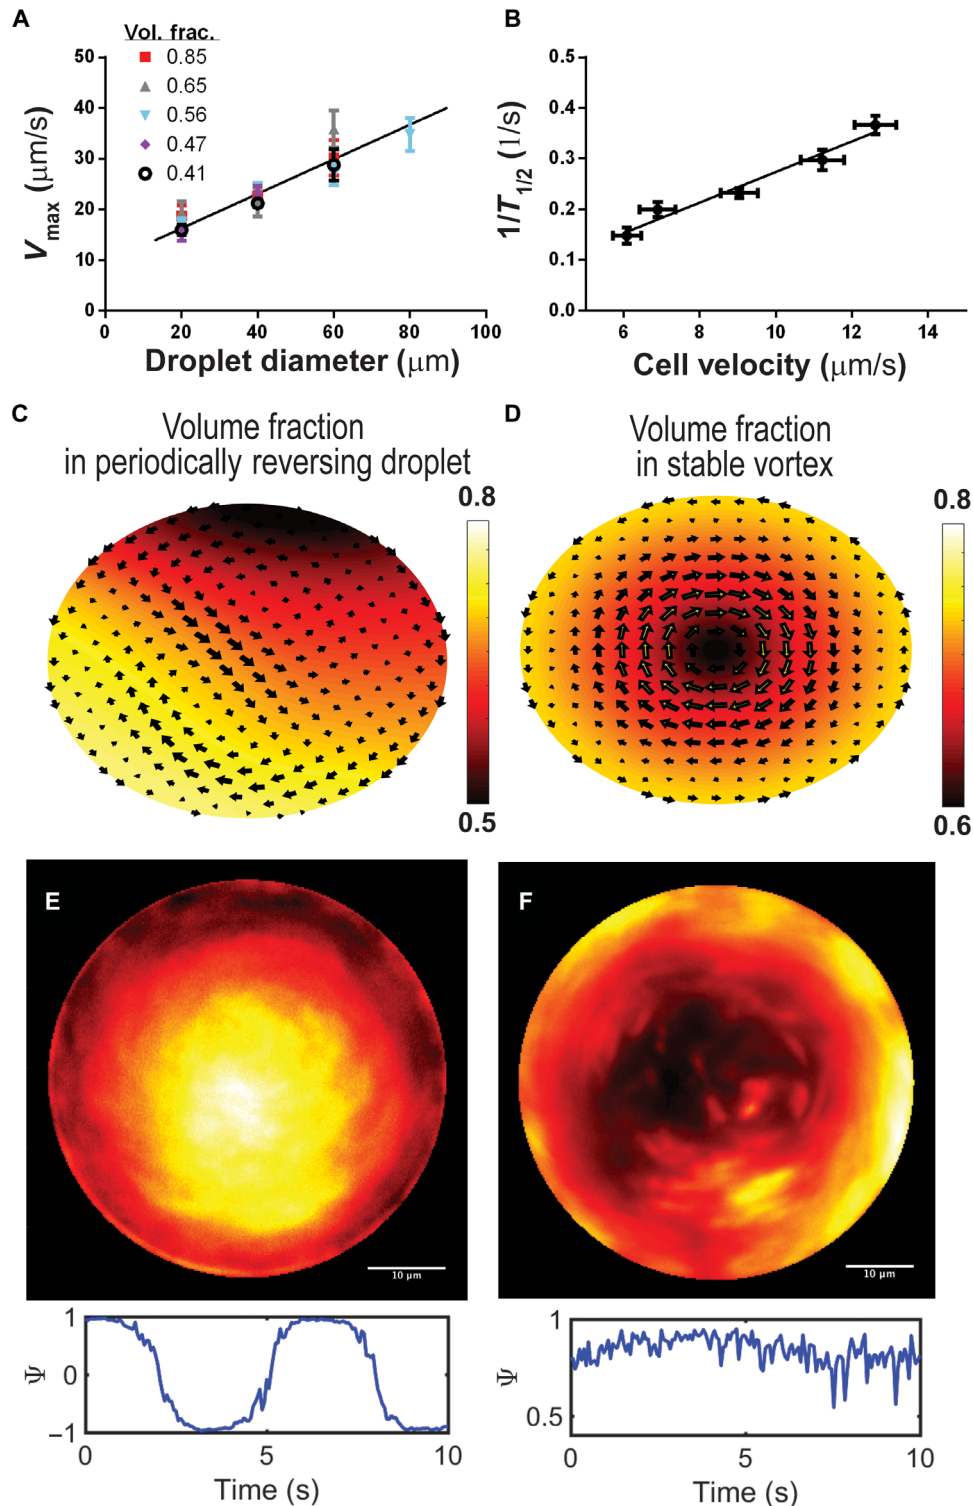 A
Vol. frac.
0.85
0.65
0.56
0.47
0.41
50
40
30
20
10
0
V max (μm/s)
0 20 40 60 80 100
Droplet diameter (μm)
B
0.5
0.4
0.3
0.2
0.1
0.0
1/T 1/2 (1/s)
6 8 10 12 14
Cell velocity (μm/s)
C
Volume fraction
in periodically reversing droplet
0.8
0.5
D
Volume fraction
in stable vortex
0.8
0.6
E
10 μm
1
0
−1
Ψ
0 5 10
Time (s)
F
10 μm
1
0.5
Ψ
0 5 10
Time (s)